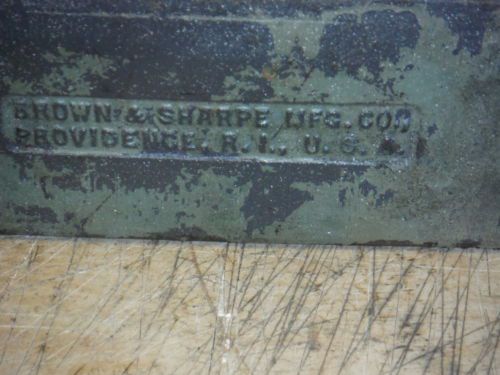 BROWN & SHARPE MFG. CO.
PROVIDENCE, R. I., U. S. A.